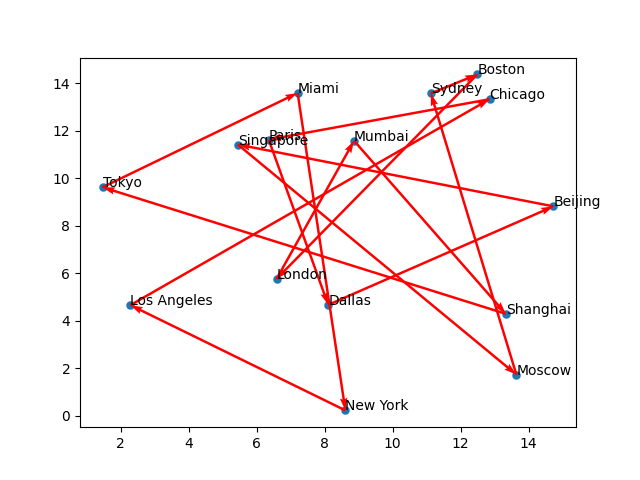 Boston
14
Miami
Sydney
Chicago
12
Paris
Singapore
Mumbai
10
Tokyo
Beijing
8
6
London
Los Angeles
Dallas
4
Shanghai
2
Moscow
New York
0
2
4
6
8
10
12
14